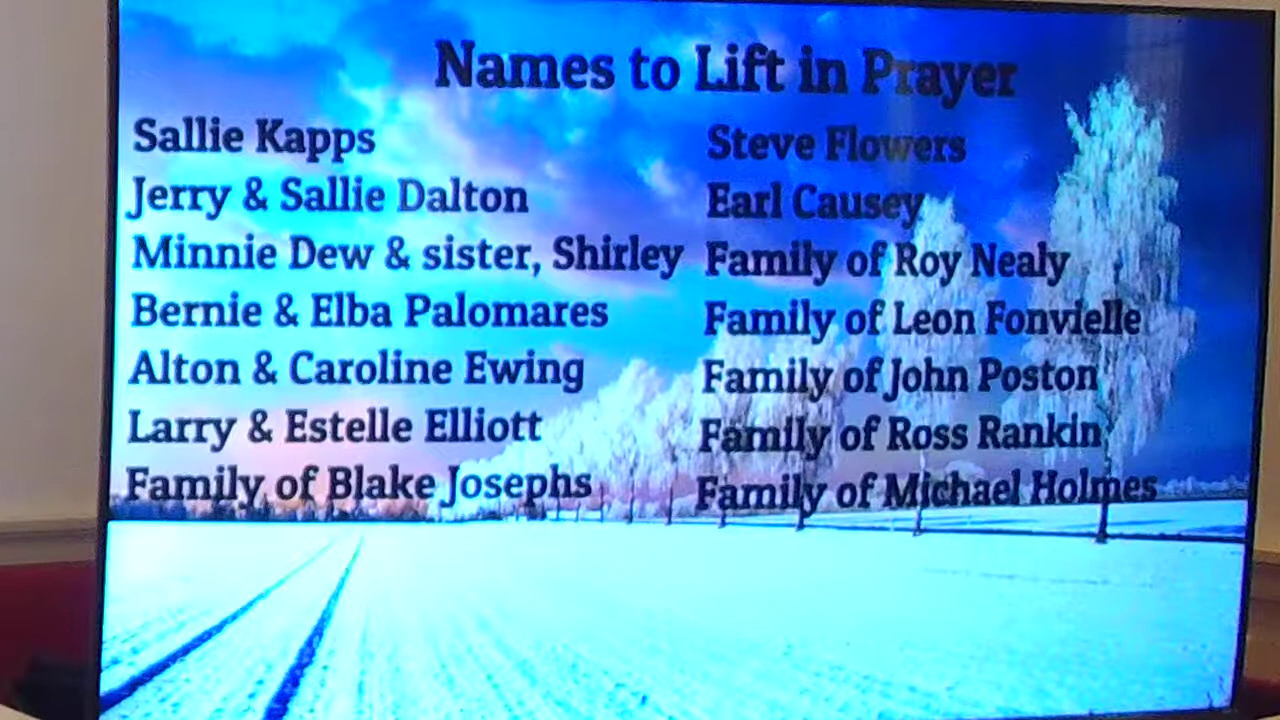 Names to Lift in Prayer
Sallie Kapps
Jerry & Sallie Dalton
Minnie Dew & sister, Shirley
Bernie & Elba Palomares
Alton & Caroline Ewing
Larry & Estelle Elliott
Family of Blake Josephs
Steve Flowers
Earl Causey
Family of Roy Nealy
Family of Leon Fonvielle
Family of John Poston
Family of Ross Rankin
Family of Michael Holmes